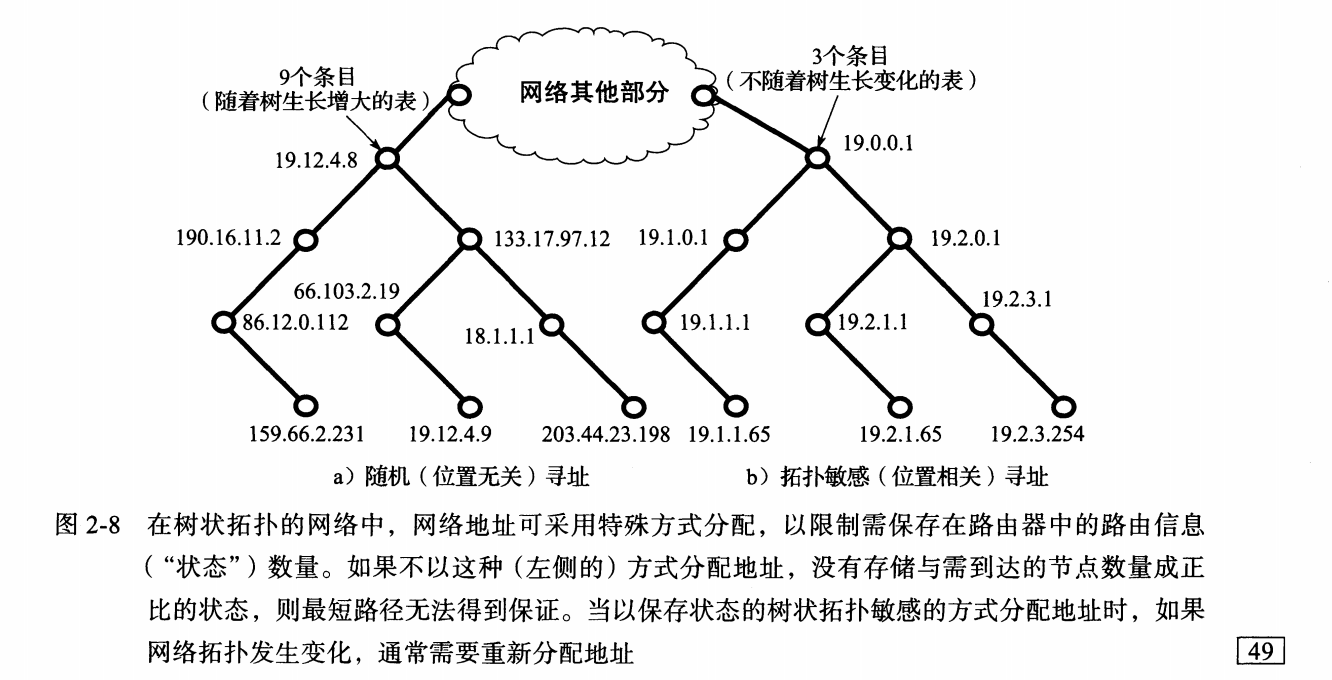 网络其他部分
9个条目
（随着树生长增大的表）
3个条目
（不随着树生长变化的表）
19.12.4.8
19.0.0.1
190.16.11.2
133.17.97.12
19.1.0.1
19.2.0.1
66.103.2.19
19.2.3.1
86.12.0.112
18.1.1.1
19.1.1.1
19.2.1.1
159.66.2.231
19.12.4.9
203.44.23.198
19.1.1.65
19.2.1.65
19.2.3.254
a）随机（位置无关）寻址
b）拓扑敏感（位置相关）寻址
图 2-8 在树状拓扑的网络中，网络地址可采用特殊方式分配，以限制需保存在路由器中的路由信息
（“状态”）数量。如果不以这种（左侧的）方式分配地址，没有存储与需到达的节点数量成正
比的状态，则最短路径无法得到保证。当以保存状态的树状拓扑敏感的方式分配地址时，如果
网络拓扑发生变化，通常需要重新分配地址
49